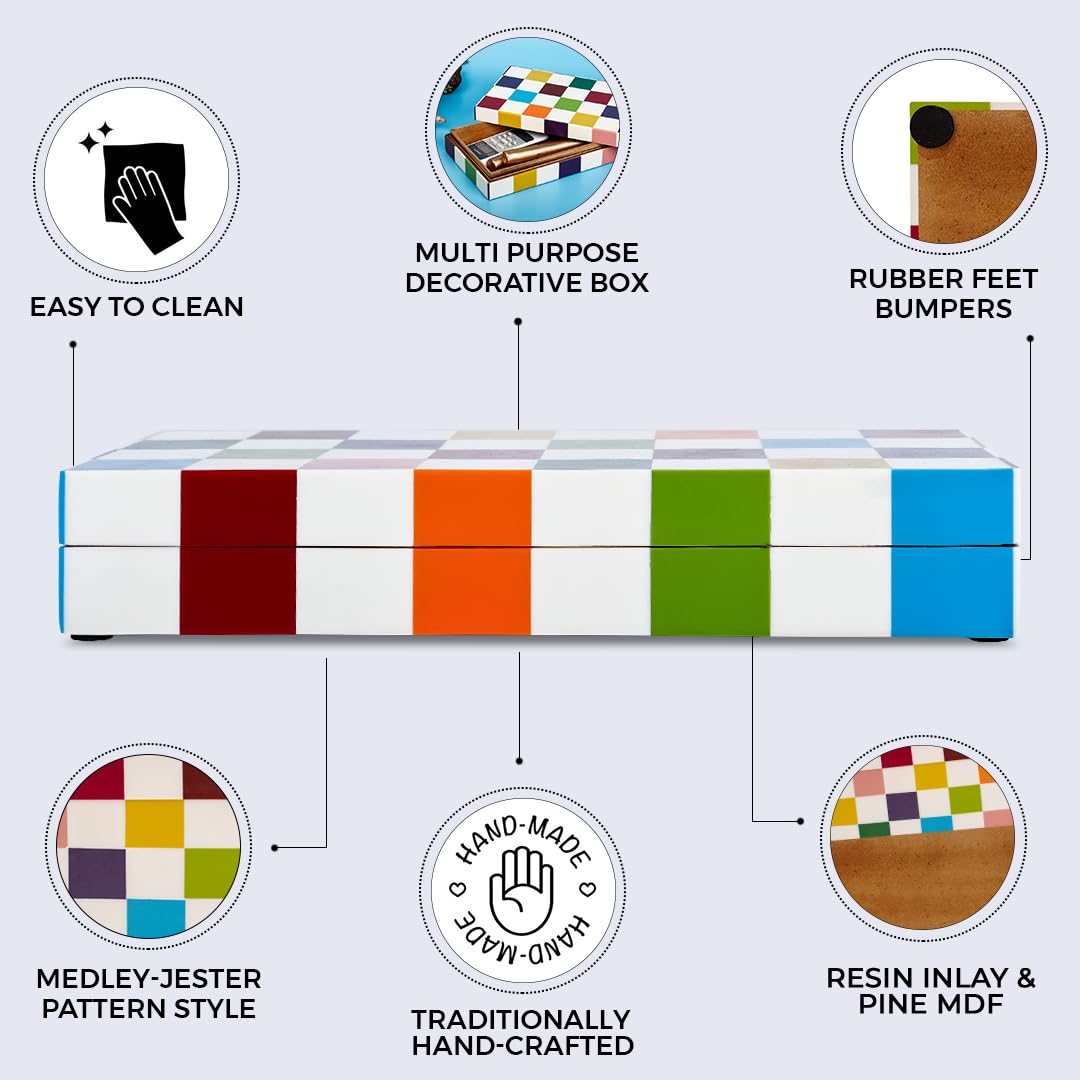 EASY TO CLEAN
MULTI PURPOSE
DECORATIVE BOX
RUBBER FEET
BUMPERS
MEDLEY-JESTER
PATTERN STYLE
HAND-MADE
HAND-MADE
TRADITIONALLY
HAND-CRAFTED
RESIN INLAY &
PINE MDF